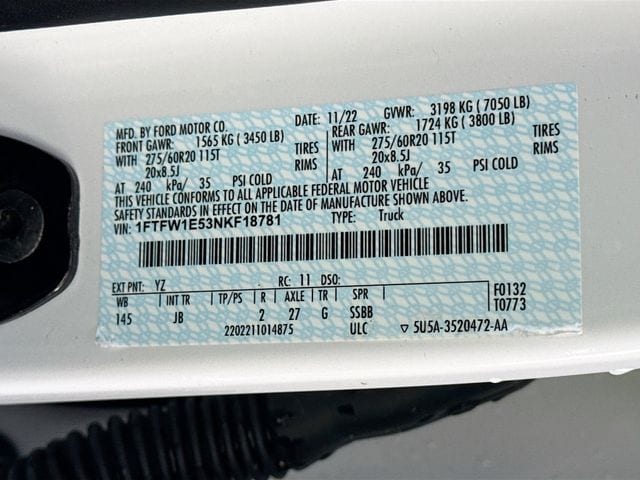 MFD. BY FORD MOTOR CO. DATE: 11/22 GVWR: 3198 KG ( 7050 LB)
FRONT GAWR: 1565 KG ( 3450 LB) REAR GAWR: 1724 KG ( 3800 LB)
WITH 275/60R20 115T TIRES WITH 275/60R20 115T TIRES
20x8.5J RIMS 20x8.5J RIMS
AT 240 kPa/ 35 PSI COLD AT 240 kPa/ 35 PSI COLD
THIS VEHICLE CONFORMS TO ALL APPLICABLE FEDERAL MOTOR VEHICLE
SAFETY STANDARDS IN EFFECT ON THE DATE OF MANUFACTURE SHOWN ABOVE.
VIN: 1FTFW1E53NKF18781 TYPE: Truck
EXT PNT: YZ RC: 11 DSO:
WB INT TR TP/PS R AXLE TR SPR F0132
145 JB 2 27 G SSBB T0773
2202211014875 ULC ▽ 5U5A-3520472-AA